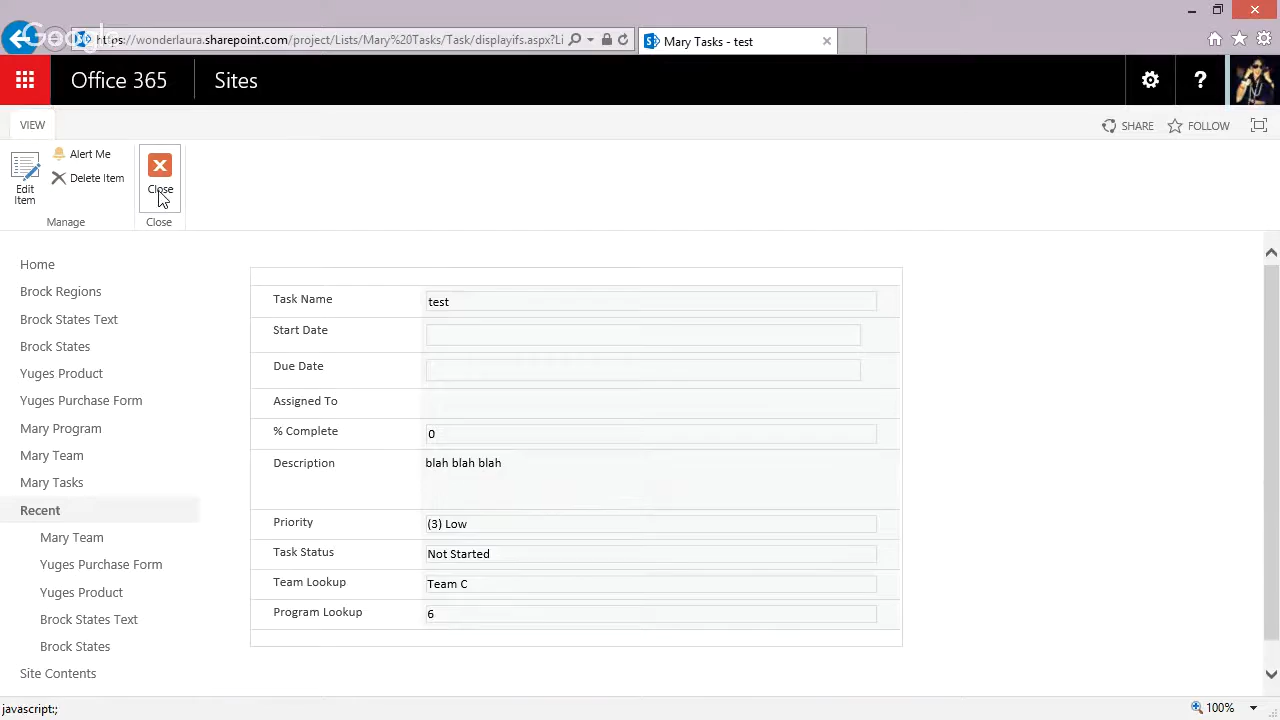 Google
https://wonderlaura.sharepoint.com/project/Lists/Mary%20Tasks/Task/displayifs.aspx?Li
Mary Tasks - test
Office 365
Sites
VIEW
SHARE
FOLLOW
Edit Item
Alert Me
Delete Item
Close
Manage
Close
Home
Brock Regions
Brock States Text
Brock States
Yuges Product
Yuges Purchase Form
Mary Program
Mary Team
Mary Tasks
Recent
Mary Team
Yuges Purchase Form
Yuges Product
Brock States Text
Brock States
Site Contents
Task Name test
Start Date
Due Date
Assigned To
% Complete 0
Description blah blah blah
Priority (3) Low
Task Status Not Started
Team Lookup Team C
Program Lookup 6
javascript:;
100%